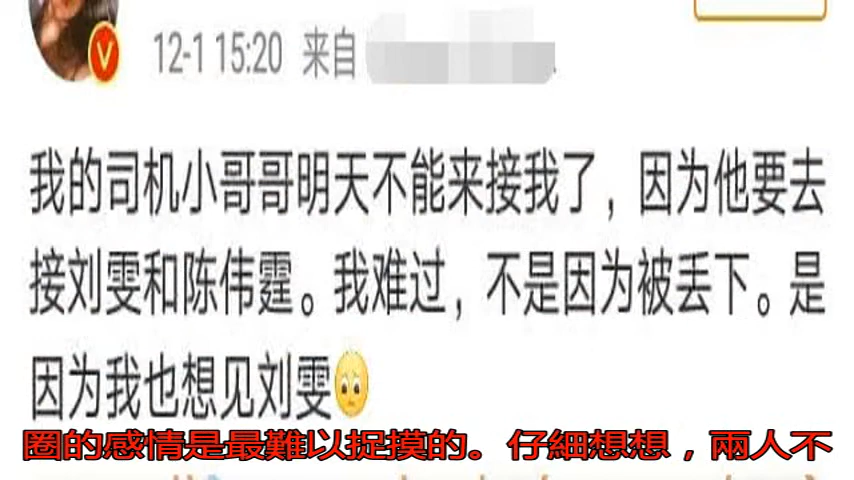 12-1 15:20 来自
我的司机小哥哥明天不能来接我了，因为他要去
接刘雯和陈伟霆。我难过，不是因为被丢下。是
因为我也想见刘雯
圈的感情是最難以捉摸的。仔細想想，兩人不